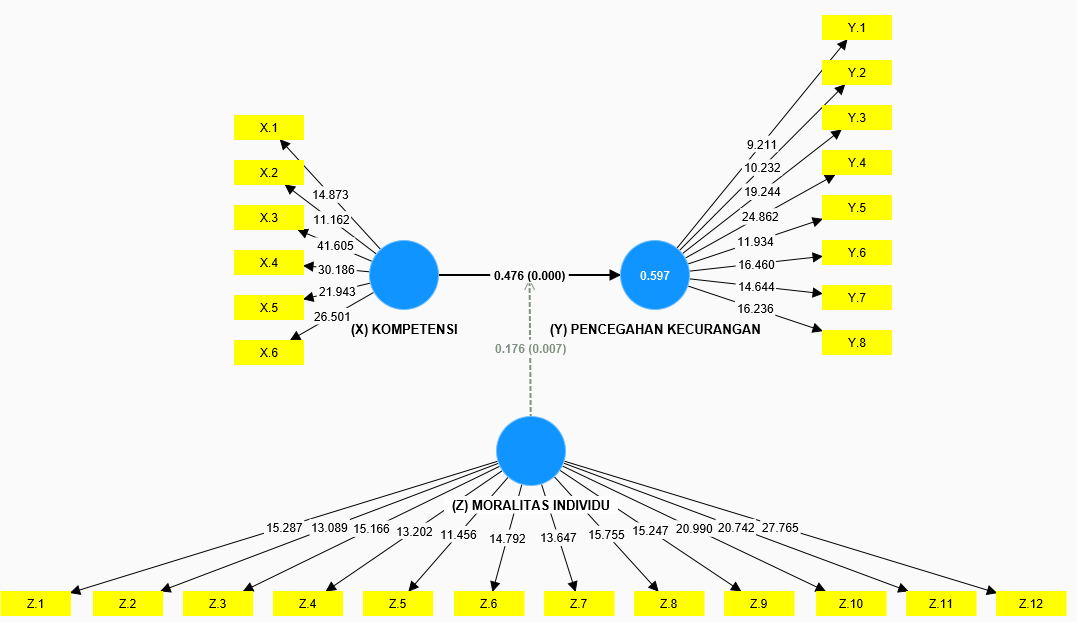 Y.1
Y.2
Y.3
Y.4
Y.5
Y.6
Y.7
Y.8
9.211
10.232
19.244
24.862
11.934
16.460
14.644
16.236
X.1
X.2
X.3
X.4
X.5
X.6
14.873
11.162
41.605
30.186
21.943
26.501
0.476 (0.000)
0.597
(X) KOMPETENSI
(Y) PENCEGAHAN KECURANGAN
0.176 (0.007)
(Z) MORALITAS INDIVIDU
15.287 13.089 15.166 13.202 11.456 14.792 13.647 15.755 15.247 20.990 20.742 27.765
Z.1 Z.2 Z.3 Z.4 Z.5 Z.6 Z.7 Z.8 Z.9 Z.10 Z.11 Z.12